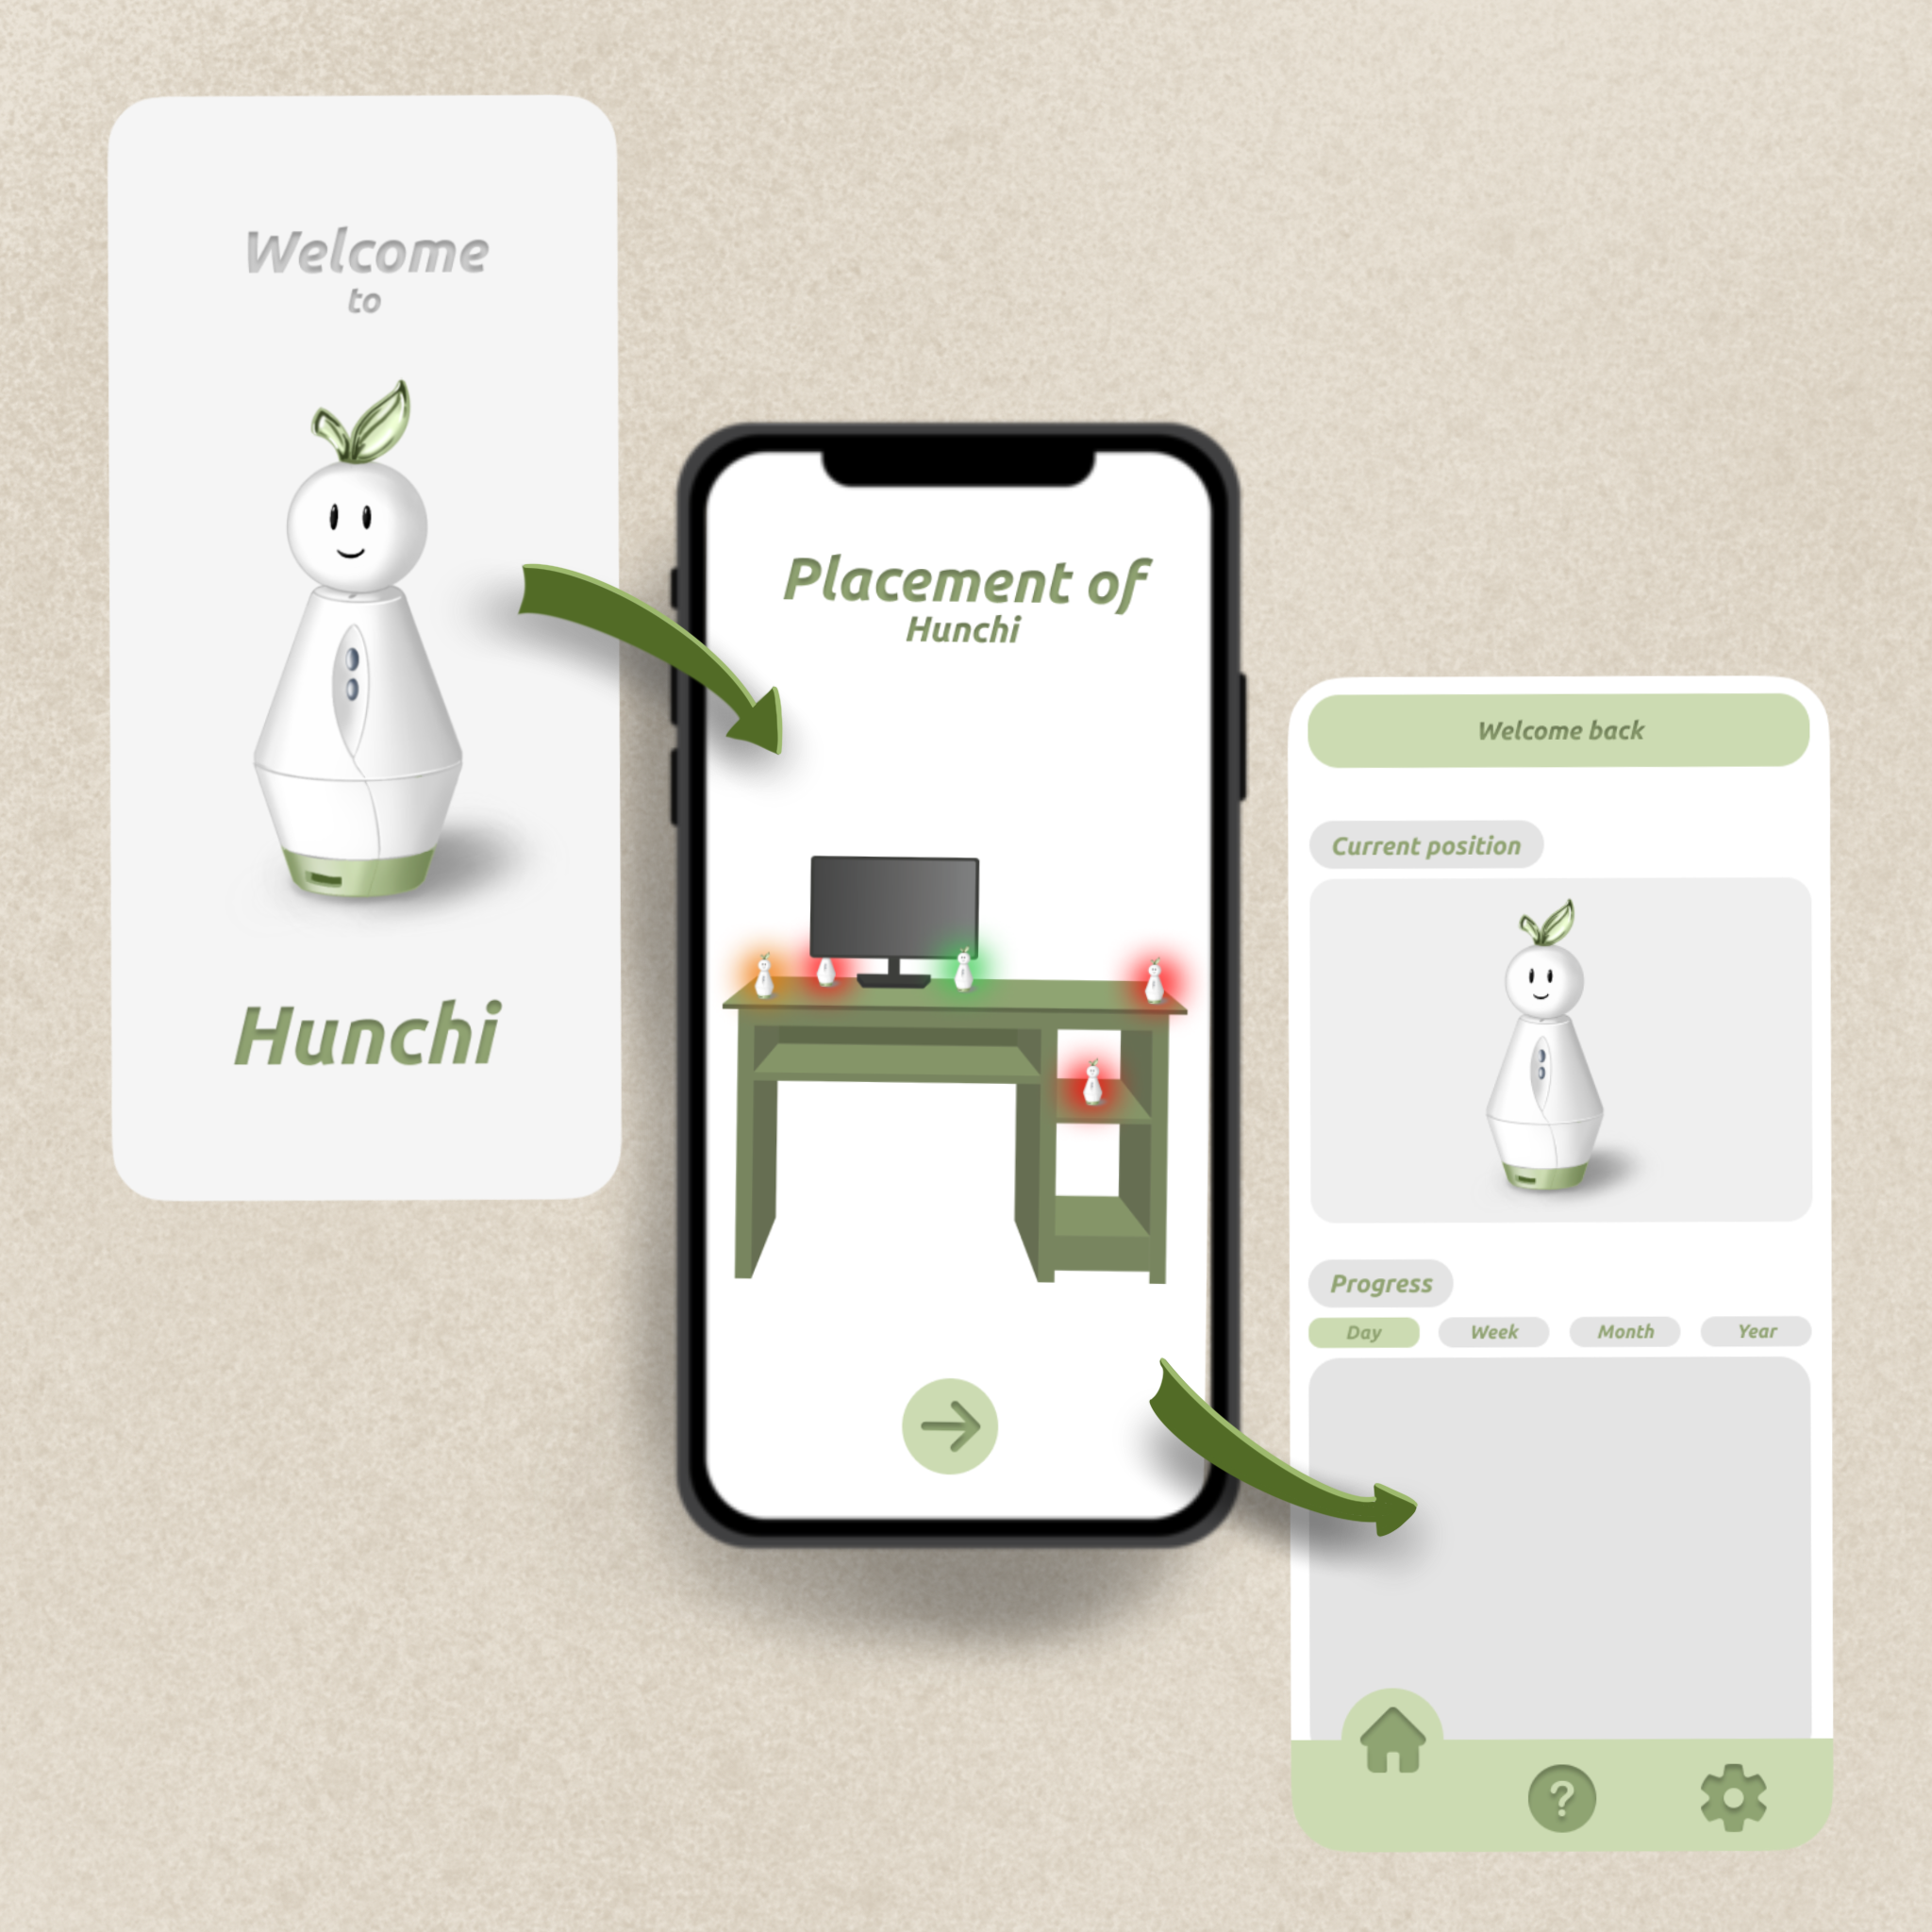 Welcome
to
Hunchi
Placement of
Hunchi
Welcome back
Current position
Progress
Day Week Month Year
?